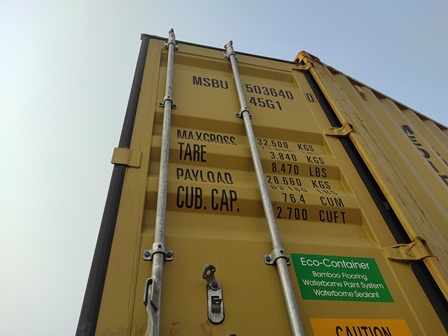 MSBU 503640 0
45G1
MAX.GROSS 32.500 KGS
TARE 3.840 KGS
8.470 LBS
PAYLOAD 28.660 KGS
CUB. CAP. 76.4 CUM
2.700 CUFT
Eco-Container
Bamboo Flooring
Waterborne Paint System
Waterborne Sealant
CAUTION